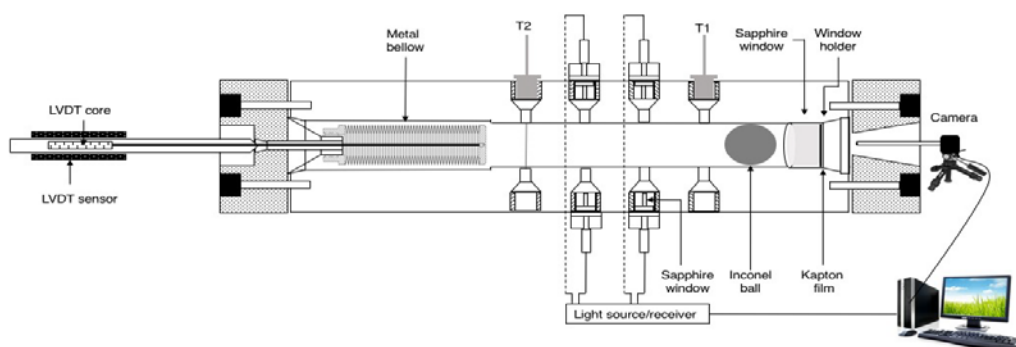 Metal
bellow
T2
T1
Sapphire
window
Window
holder
LVDT core
Camera
LVDT sensor
Sapphire
window
Inconel
ball
Kapton
film
Light source/receiver